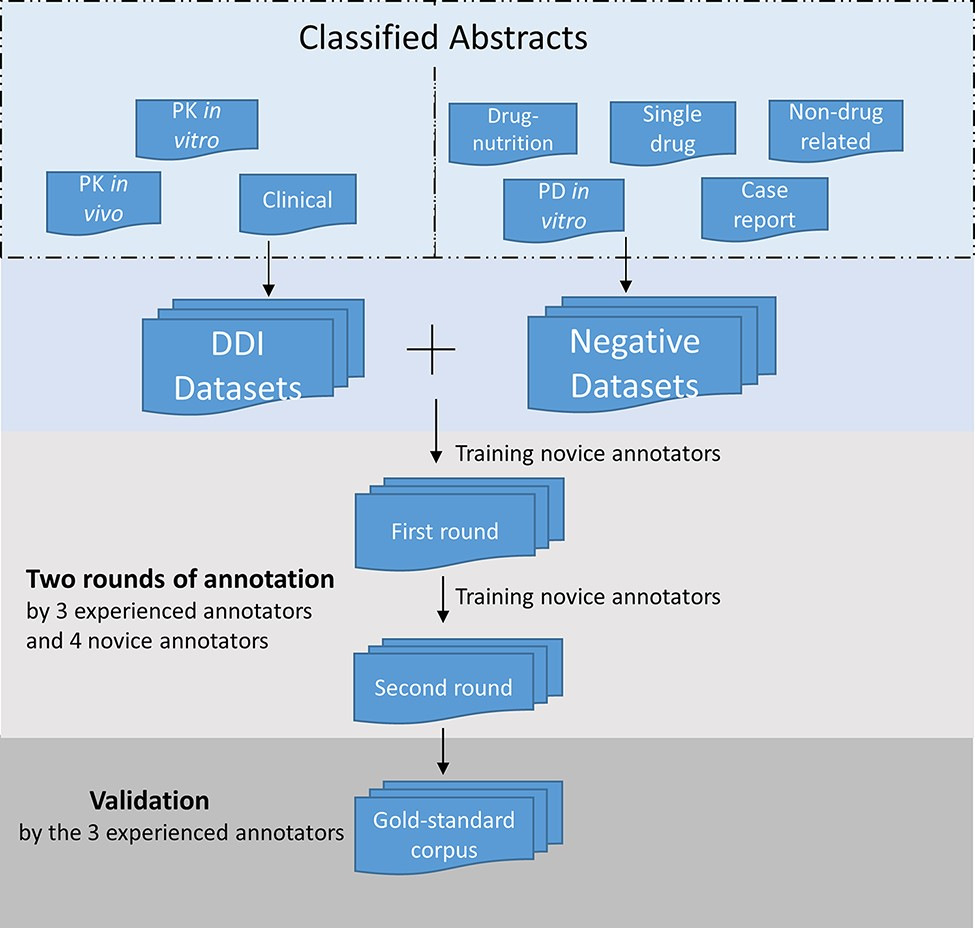 Classified Abstracts
PK in
vitro
PK in
vivo
Clinical
Drug-
nutrition
Single
drug
Non-drug
related
PD in
vitro
Case
report
DDI
Datasets
Negative
Datasets
Training novice annotators
First round
Two rounds of annotation
by 3 experienced annotators
and 4 novice annotators
Training novice annotators
Second round
Validation
by the 3 experienced annotators
Gold-standard
corpus